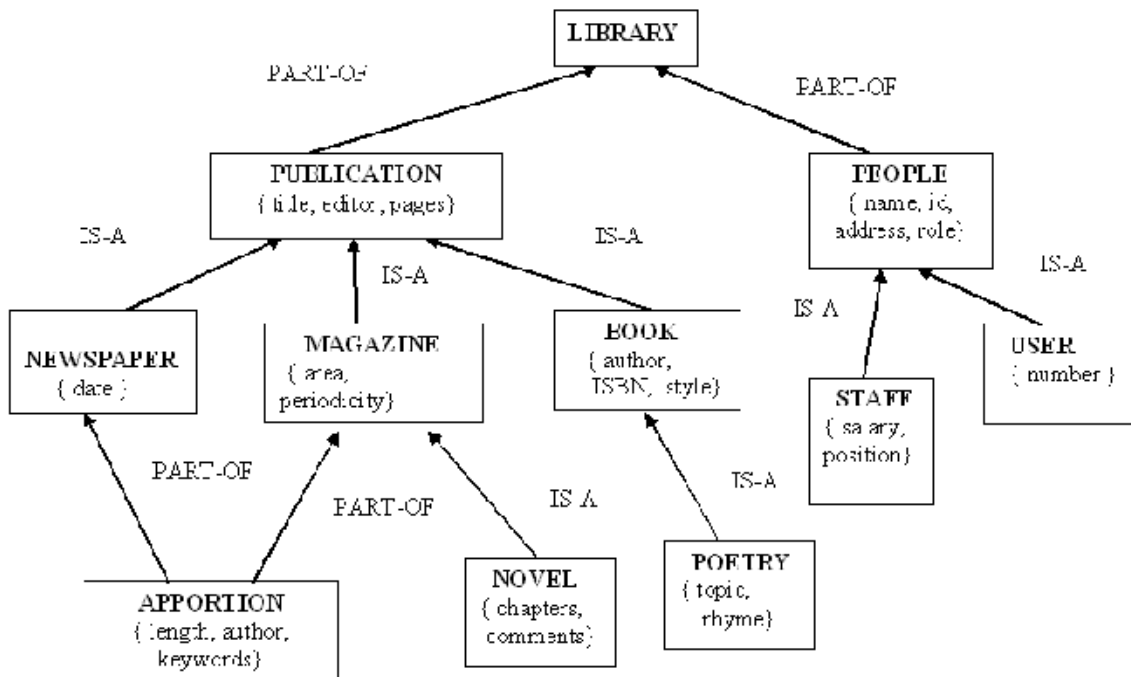 LIBRARY
PART-OF
PART-OF
PUBLICATION
{ title, editor, pages}
PEOPLE
{ name, id,
address, role}
IS-A
IS-A
IS-A
IS-A
IS-A
NEWSPAPER
{ date }
MAGAZINE
{ area,
periodicity}
BOOK
{ author,
ISBN, style}
USER
{ number }
STAFF
{ salary,
position}
PART-OF
PART-OF
IS-A
IS-A
APPORTION
{ length, author,
keywords}
NOVEL
{ chapters,
comments}
POETRY
{ topic,
rhyme}